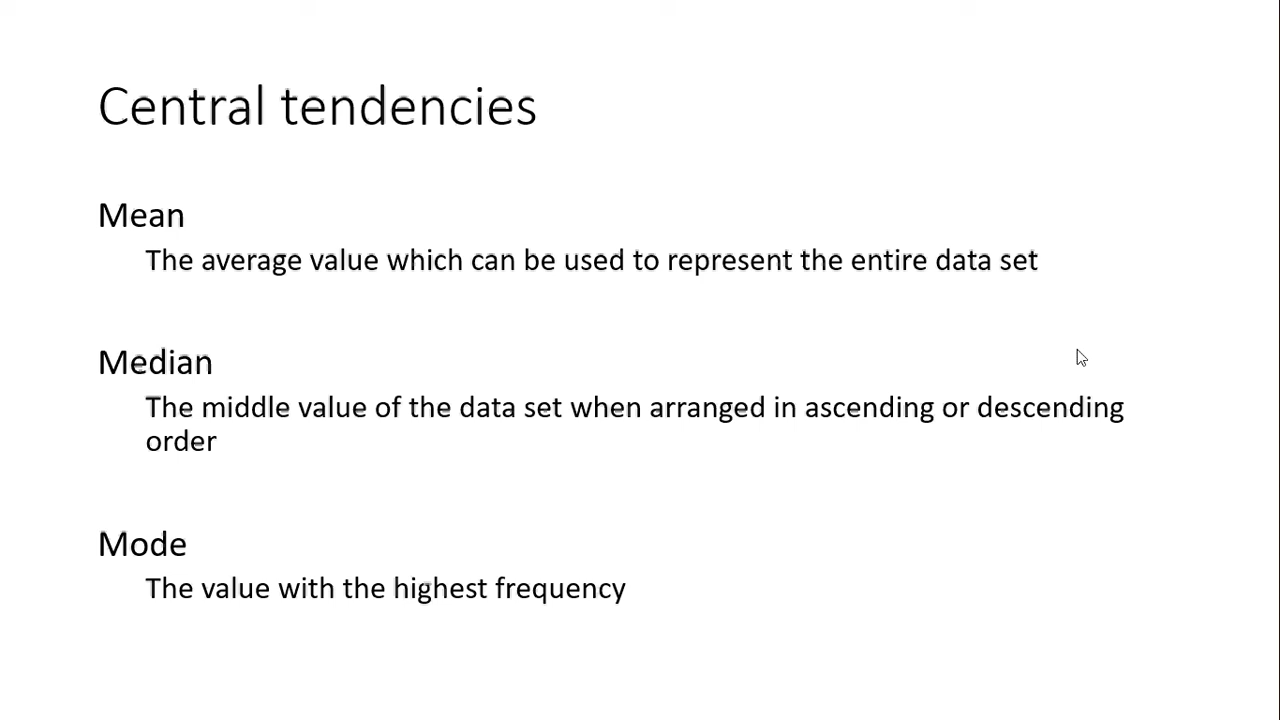 Central tendencies
Mean
The average value which can be used to represent the entire data set
Median
The middle value of the data set when arranged in ascending or descending
order
Mode
The value with the highest frequency